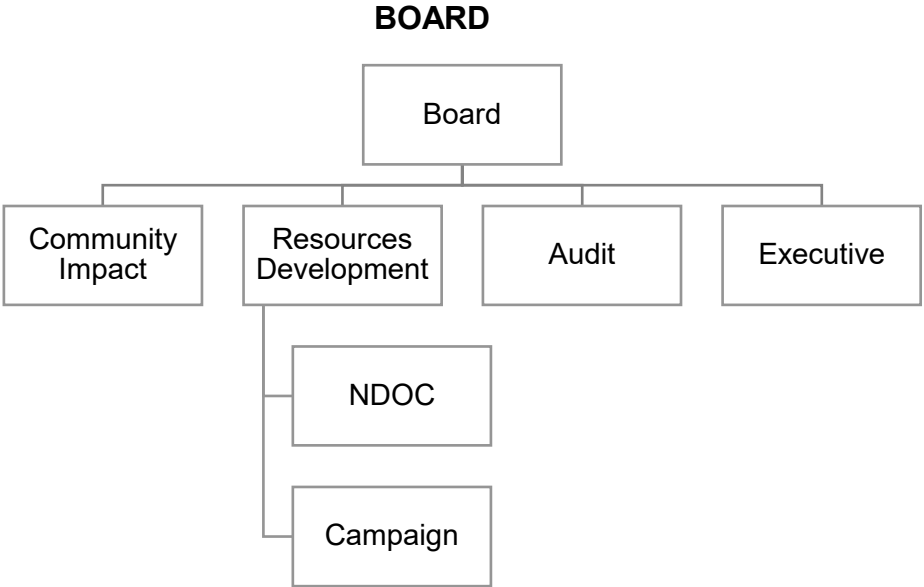 BOARD
Board
Community
Impact
Resources
Development
Audit
Executive
NDOC
Campaign